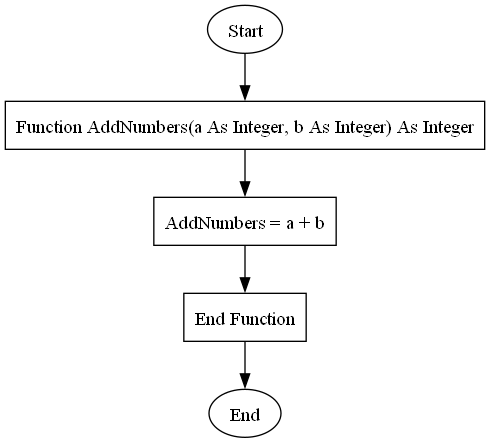 Start
Function AddNumbers(a As Integer, b As Integer) As Integer
AddNumbers = a + b
End Function
End